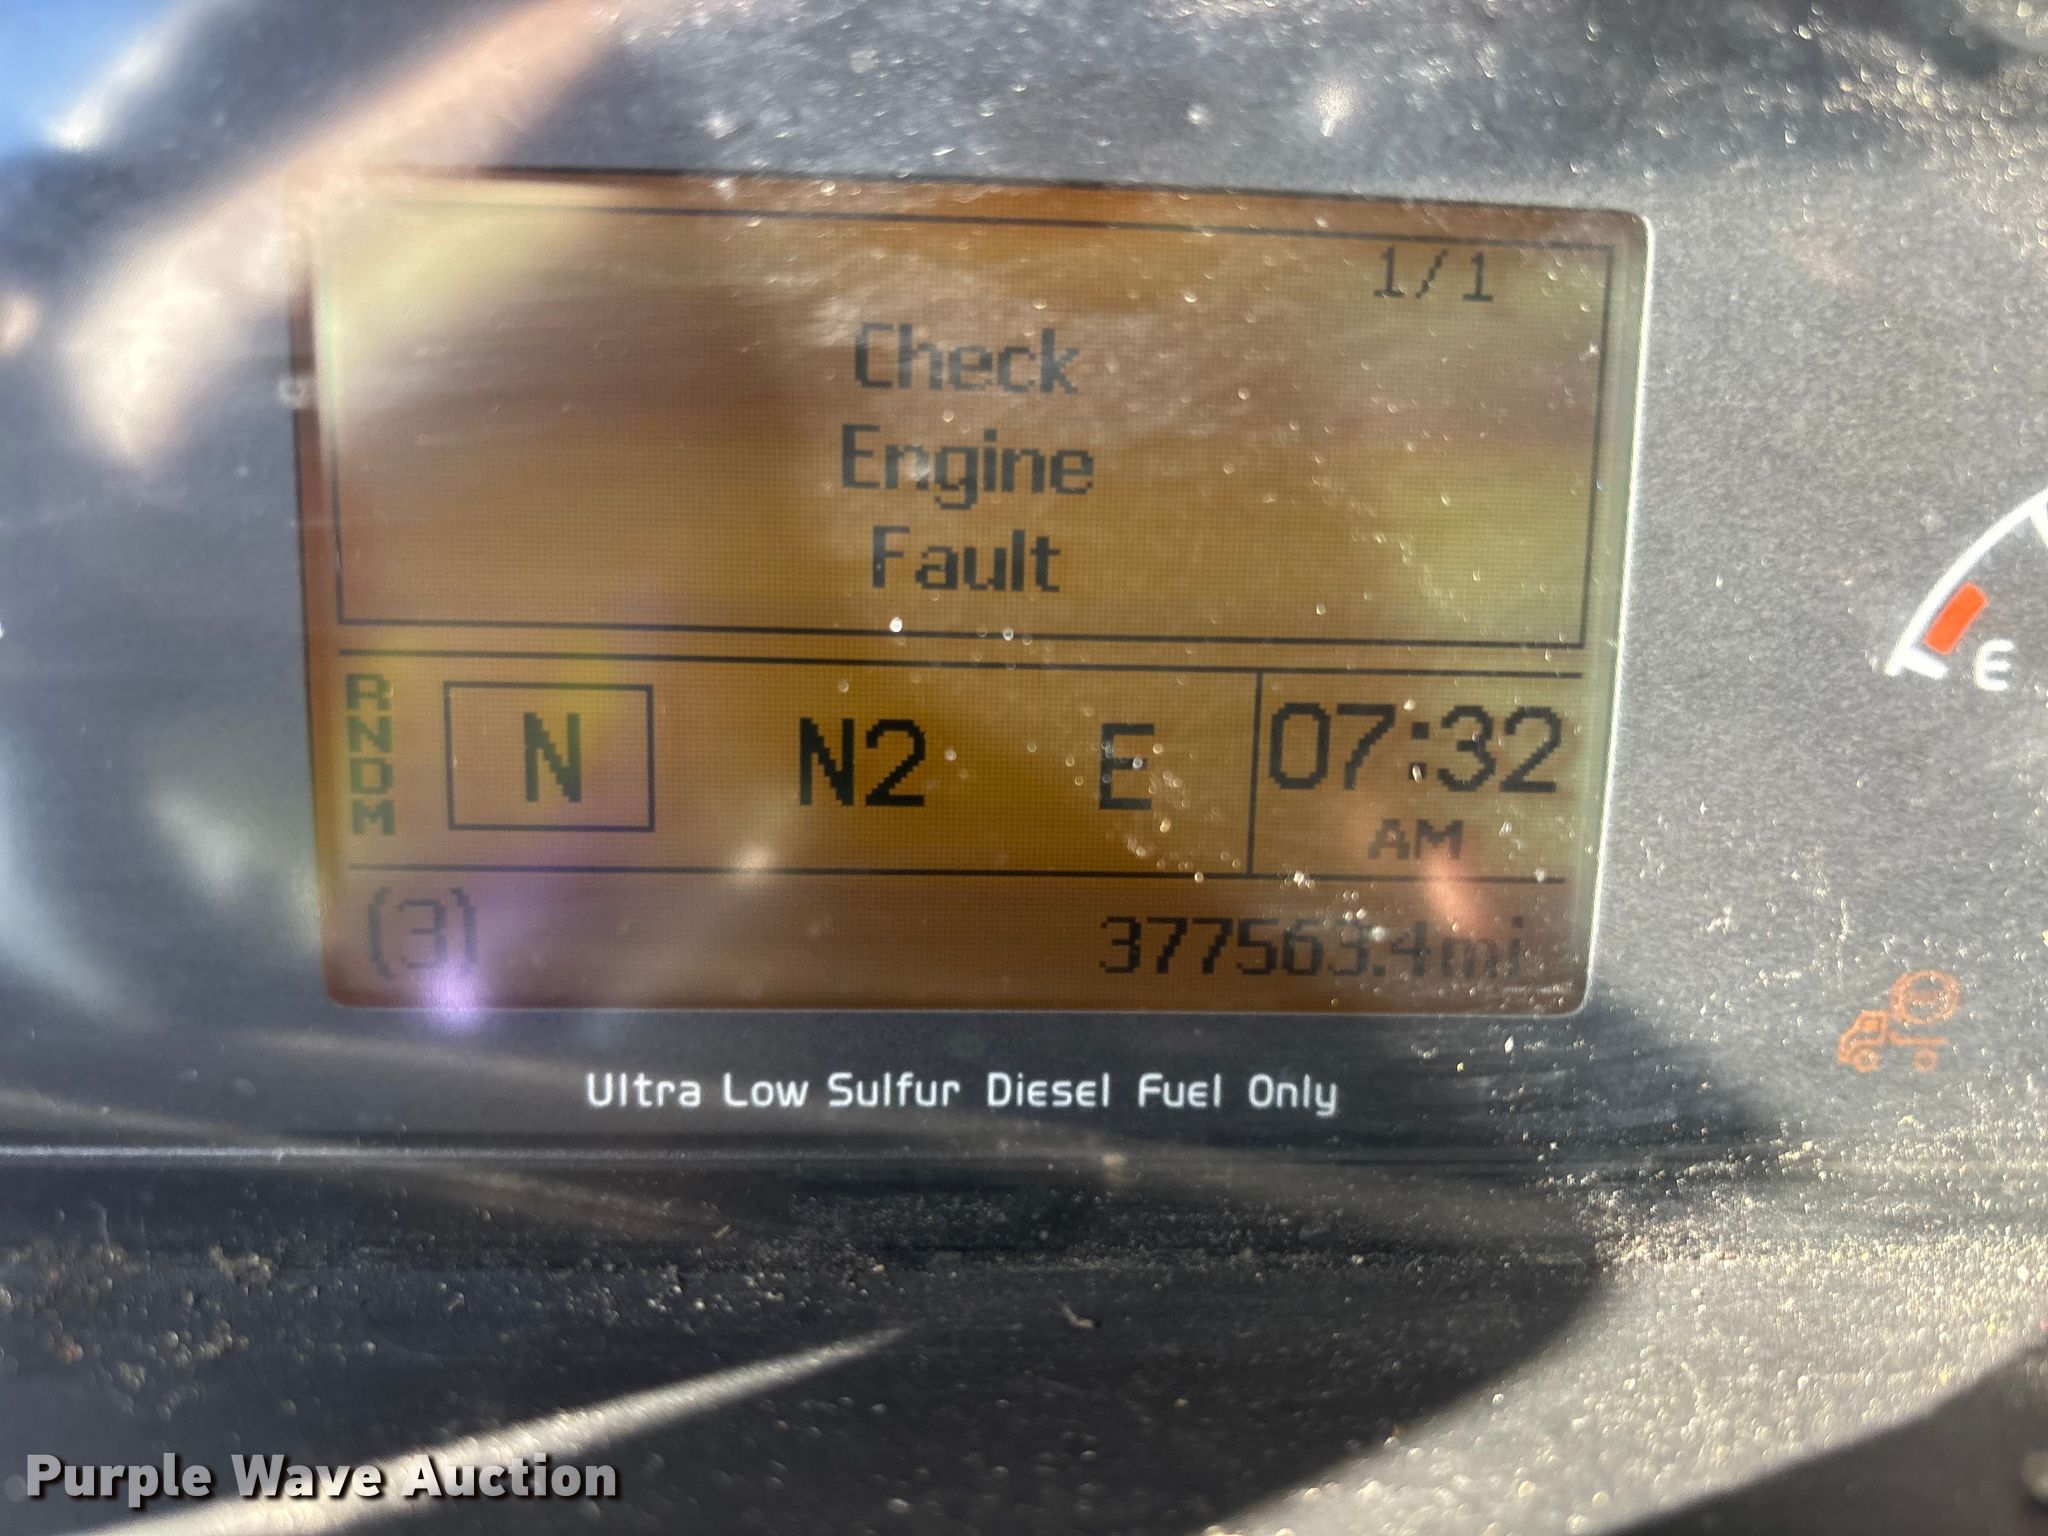 1/1
Check
Engine
Fault
R
N
D
M
N N2 E 07:32
AM
(3) 377563.4mi
E
Ultra Low Sulfur Diesel Fuel Only
Purple Wave Auction